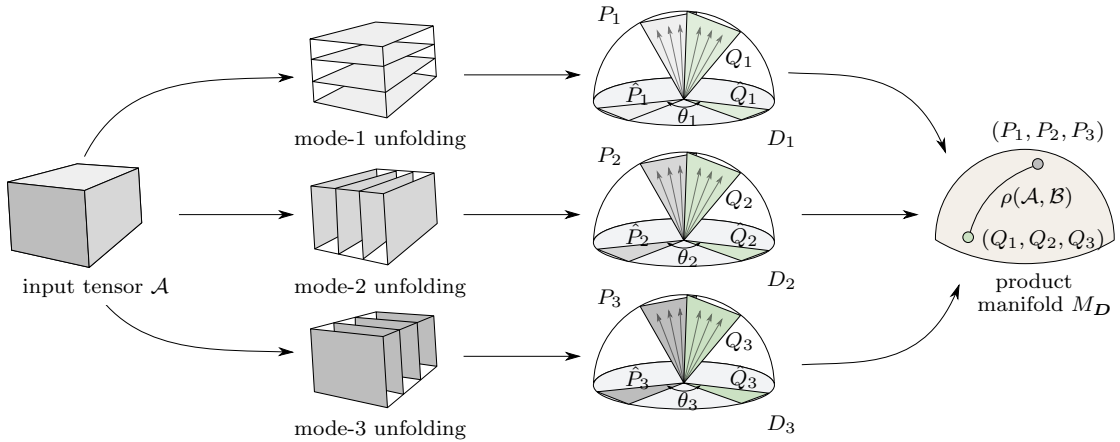 P₁
Q₁
P̂₁
Q̂₁
θ₁
mode-1 unfolding
D₁
(P₁, P₂, P₃)
P₂
Q₂
ρ(𝒜, ℬ)
P̂₂
Q̂₂
(Q₁, Q₂, Q₃)
θ₂
input tensor 𝒜
mode-2 unfolding
D₂
product
manifold M_𝑫
P₃
Q₃
P̂₃
Q̂₃
θ₃
mode-3 unfolding
D₃